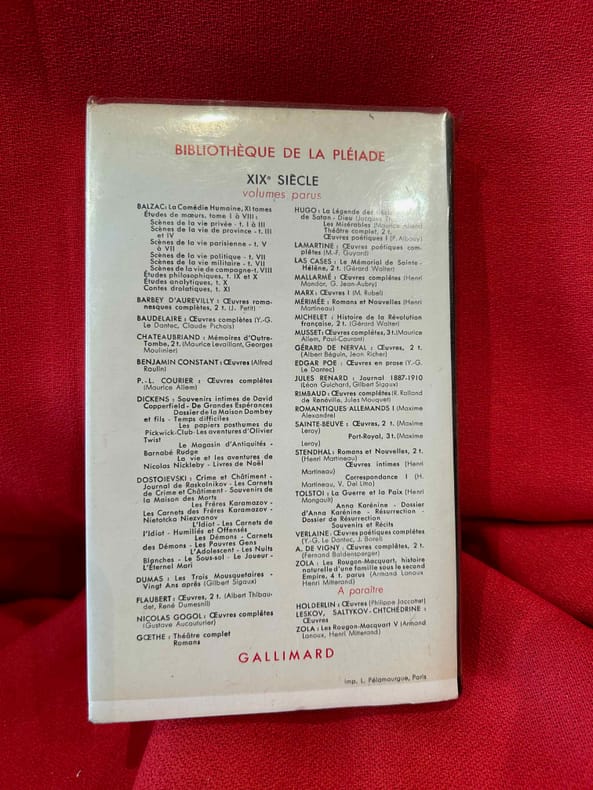 BIBLIOTHÈQUE DE LA PLÉIADE
XIXe SIÈCLE
volumes parus
BALZAC: La Comédie Humaine, XI tomes
Études de mœurs, tome I à VIII :
Scènes de la vie privée - t. I à III
Scènes de la vie de province - t. III
et IV
Scènes de la vie parisienne - t. V
à VII
Scènes de la vie politique - t. VII
Scènes de la vie militaire - t. VII
Scènes de la vie de campagne-t. VIII
Études philosophiques, t. IX et X
Études analytiques, t. X
Contes drolatiques, t. XI
BARBEY D'AUREVILLY : Œuvres roma-
nesques complètes, 2 t. (J. Petit)
BAUDELAIRE : Œuvres complètes (Y.-G.
Le Dantec, Claude Pichois)
CHATEAUBRIAND : Mémoires d'Outre-
Tombe, 2 t. (Maurice Levaillant, Georges
Moulinier)
BENJAMIN CONSTANT : Œuvres (Alfred
Roulin)
P.-L. COURIER : Œuvres complètes
(Maurice Allem)
DICKENS : Souvenirs intimes de David
Copperfield - De Grandes Espérances
Dossier de la Maison Dombey
et fils - Temps difficiles
Les papiers posthumes du
Pickwick-Club - Les aventures d'Olivier
Twist
Le Magasin d'Antiquités -
Barnabé Rudge
La vie et les aventures de
Nicolas Nickleby - Livres de Noël
DOSTOIEVSKI : Crime et Châtiment -
Journal de Raskolnikov - Les Carnets
de Crime et Châtiment - Souvenirs de
la Maison des Morts
Les Frères Karamazov -
Les Carnets des Frères Karamazov -
Niétotcka Niezvanov
L'Idiot - Les Carnets de
l'Idiot - Humiliés et Offensés
Les Démons - Carnets
des Démons - Les Pauvres Gens
L'Adolescent - Les Nuits
Blanches - Le Sous-sol - Le Joueur -
L'Éternel Mari
DUMAS : Les Trois Mousquetaires -
Vingt Ans après (Gilbert Sigaux)
FLAUBERT : Œuvres, 2 t. (Albert Thibau-
det, René Dumesnil)
NICOLAS GOGOL : Œuvres complètes
(Gustave Aucouturier)
GŒTHE : Théâtre complet
Romans
HUGO : La Légende des
de Satan - Dieu (Jacques
Les Misérables (Maurice Allem)
Théâtre complet, 2 t.
Œuvres poétiques I (P. Albouy)
LAMARTINE : Œuvres poétiques com-
plètes (M.-F. Guyard)
LAS CASES : Le Mémorial de Sainte-
Hélène, 2 t. (Gérard Walter)
MALLARMÉ : Œuvres complètes (Henri
Mondor, G. Jean-Aubry)
MARX : Œuvres I (M. Rubel)
MÉRIMÉE : Romans et Nouvelles (Henri
Martineau)
MICHELET : Histoire de la Révolution
française, 2 t. (Gérard Walter)
MUSSET: Œuvres complètes, 3 t. (Maurice
Allem, Paul-Courant)
GÉRARD DE NERVAL : Œuvres, 2 t.
(Albert Béguin, Jean Richer)
EDGAR POE : Œuvres en prose (Y.-G.
Le Dantec)
JULES RENARD : Journal 1887-1910
(Léon Guichard, Gilbert Sigaux)
RIMBAUD : Œuvres complètes (R. Rolland
de Renéville, Jules Mouquet)
ROMANTIQUES ALLEMANDS I (Maxime
Alexandre)
SAINTE-BEUVE : Œuvres, 2 t. (Maxime
Leroy)
Port-Royal, 3 t. (Maxime
Leroy)
STENDHAL : Romans et Nouvelles, 2 t.
(Henri Martineau)
Œuvres intimes (Henri
Martineau)
Correspondance I (H.
Martineau, V. Del Litto)
TOLSTOI : La Guerre et la Paix (Henri
Mongault)
Anna Karénine - Dossier
d'Anna Karénine - Résurrection -
Dossier de Résurrection
Souvenirs et Récits
VERLAINE : Œuvres poétiques complètes
(Y.-G. Le Dantec, J. Borel)
A. DE VIGNY : Œuvres complètes, 2 t.
(Fernand Baldensperger)
ZOLA : Les Rougon-Macquart, histoire
naturelle d'une famille sous le second
Empire, 4 t. parus (Armand Lanoux
Henri Mitterand)
A paraître
HOLDERLIN : Œuvres (Philippe Jaccottet)
LESKOV, SALTYKOV-CHTCHÉDRINE :
Œuvres
ZOLA : Les Rougon-Macquart V (Armand
Lanoux, Henri Mitterand)
GALLIMARD
Imp. L. Pélamourgue, Paris